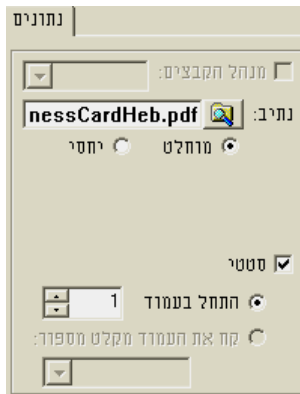 נתונים
מנהל הקבצים:
נתיב: nessCardHeb.pdf
מוחלט יחסי
סטטי
התחל בעמוד 1
קח את העמוד מקלט מספור: